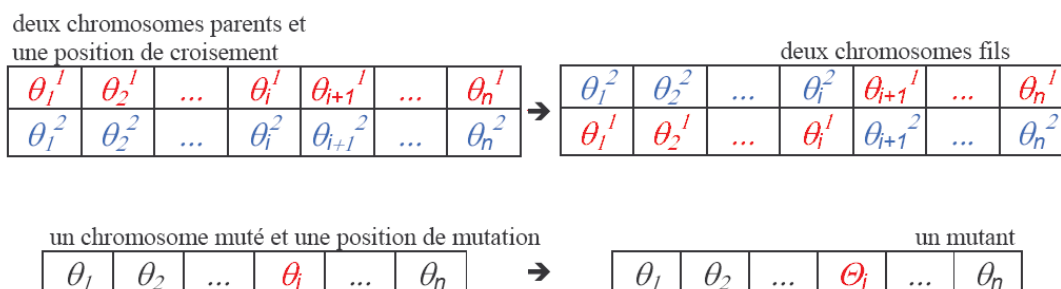 deux chromosomes parents et
une position de croisement
deux chromosomes fils
θ₁¹ θ₂¹ ... θᵢ¹ θᵢ₊₁¹ ... θₙ¹
θ₁² θ₂² ... θᵢ² θᵢ₊₁² ... θₙ²
➔
θ₁² θ₂² ... θᵢ² θᵢ₊₁¹ ... θₙ¹
θ₁¹ θ₂¹ ... θᵢ¹ θᵢ₊₁² ... θₙ²
un chromosome muté et une position de mutation
un mutant
θ₁ θ₂ ... θᵢ ... θₙ
➔
θ₁ θ₂ ... Θᵢ ... θₙ